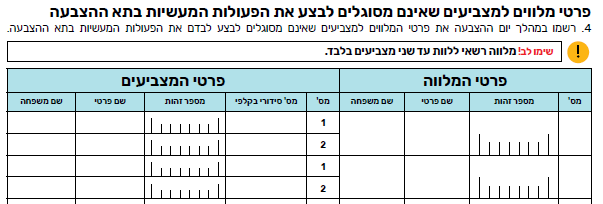 פרטי מלווים למצביעים שאינם מסוגלים לבצע את הפעולות המעשיות בתא ההצבעה
4. רשמו במהלך יום ההצבעה את פרטי המלווים למצביעים שאינם מסוגלים לבצע לבדם את הפעולות המעשיות בתא ההצבעה.
! שימו לב! מלווה רשאי ללוות עד שני מצביעים בלבד.
פרטי המלווה פרטי המצביעים
מס' מספר זהות שם פרטי שם משפחה מס' מס' סידורי בקלפי מספר זהות שם פרטי שם משפחה
1
2
1
2